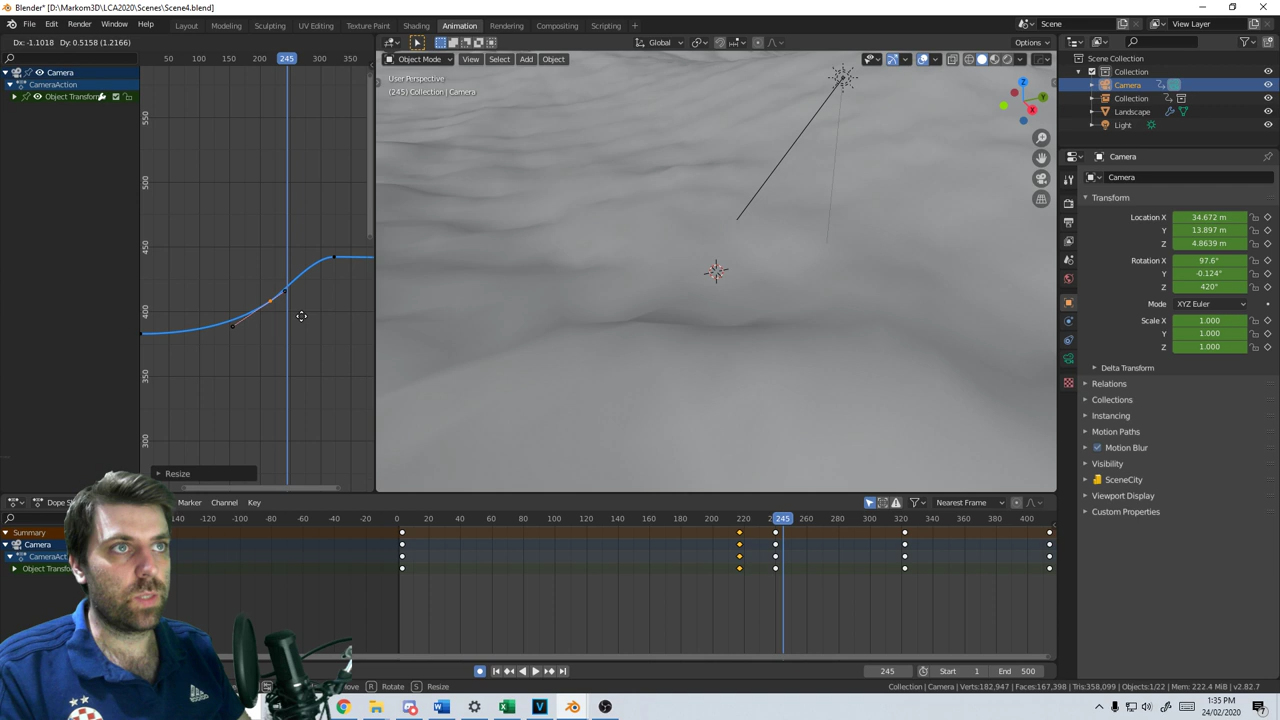 Blender* [D:\Markom3D\LCA2020\Scenes\Scene4.blend]
File Edit Render Window Help Layout Modeling Sculpting UV Editing Texture Paint Shading Animation Rendering Compositing Scripting Scene View Layer
Dx: -1.1018 Dy: 0.5158 (1.2166) Global Options
200 245 300
50 100 150 200 250 300 350
Object Mode View Select Add Object
Camera
CameraAction
Object Transform
User Perspective
(245) Collection | Camera
550
500
450
400
350
300
Resize
Scene Collection
Collection
Camera
Collection
Landscape
Light
Camera
Camera
Transform
Location X 34.672 m
Y 13.897 m
Z 4.8639 m
Rotation X 97.6°
Y -0.124°
Z 420°
Mode XYZ Euler
Scale X 1.000
Y 1.000
Z 1.000
Delta Transform
Relations
Collections
Instancing
Motion Paths
Motion Blur
Visibility
SceneCity
Viewport Display
Custom Properties
Dope Sh Marker Channel Key Nearest Frame
-140 -120 -100 -80 -60 -40 -20 0 20 40 60 80 100 120 140 160 180 200 220 245 260 280 300 320 340 360 380 400
Summary
Camera
CameraAct
Object Transfo
245 Start 1 End 500
Move R Rotate S Resize Collection | Camera | Verts:182,947 | Faces:167,398 | Tris:358,099 | Objects:1/22 | Mem: 222.4 MiB | v2.82.7
1:35 PM
24/02/2020